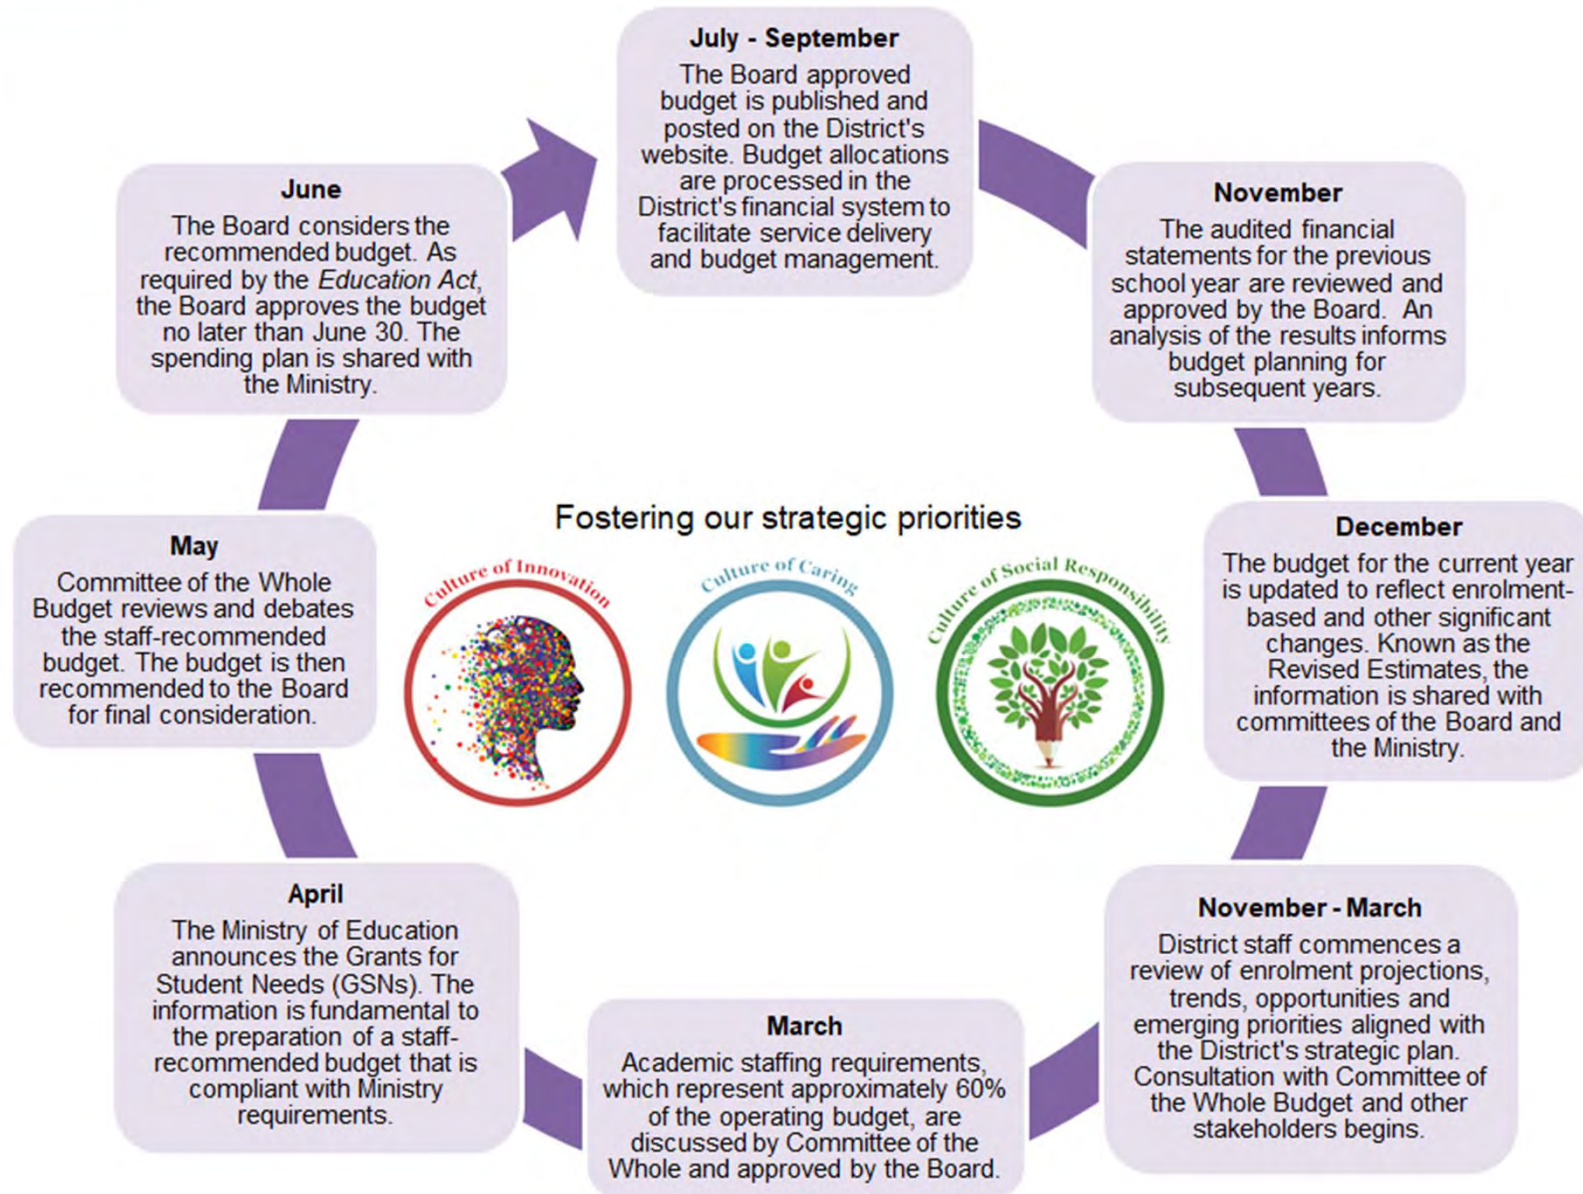 July - September
The Board approved
budget is published and
posted on the District's
website. Budget allocations
are processed in the
District's financial system to
facilitate service delivery
and budget management.
November
The audited financial
statements for the previous
school year are reviewed and
approved by the Board.  An
analysis of the results informs
budget planning for
subsequent years.
December
The budget for the current year
is updated to reflect enrolment-
based and other significant
changes. Known as the
Revised Estimates, the
information is shared with
committees of the Board and
the Ministry.
November - March
District staff commences a
review of enrolment projections,
trends, opportunities and
emerging priorities aligned with
the District's strategic plan.
Consultation with Committee of
the Whole Budget and other
stakeholders begins.
March
Academic staffing requirements,
which represent approximately 60%
of the operating budget, are
discussed by Committee of the
Whole and approved by the Board.
April
The Ministry of Education
announces the Grants for
Student Needs (GSNs). The
information is fundamental to
the preparation of a staff-
recommended budget that is
compliant with Ministry
requirements.
May
Committee of the Whole
Budget reviews and debates
the staff-recommended
budget. The budget is then
recommended to the Board
for final consideration.
June
The Board considers the
recommended budget. As
required by the Education Act,
the Board approves the budget
no later than June 30. The
spending plan is shared with
the Ministry.
Fostering our strategic priorities
Culture of Innovation
Culture of Caring
Culture of Social Responsibility